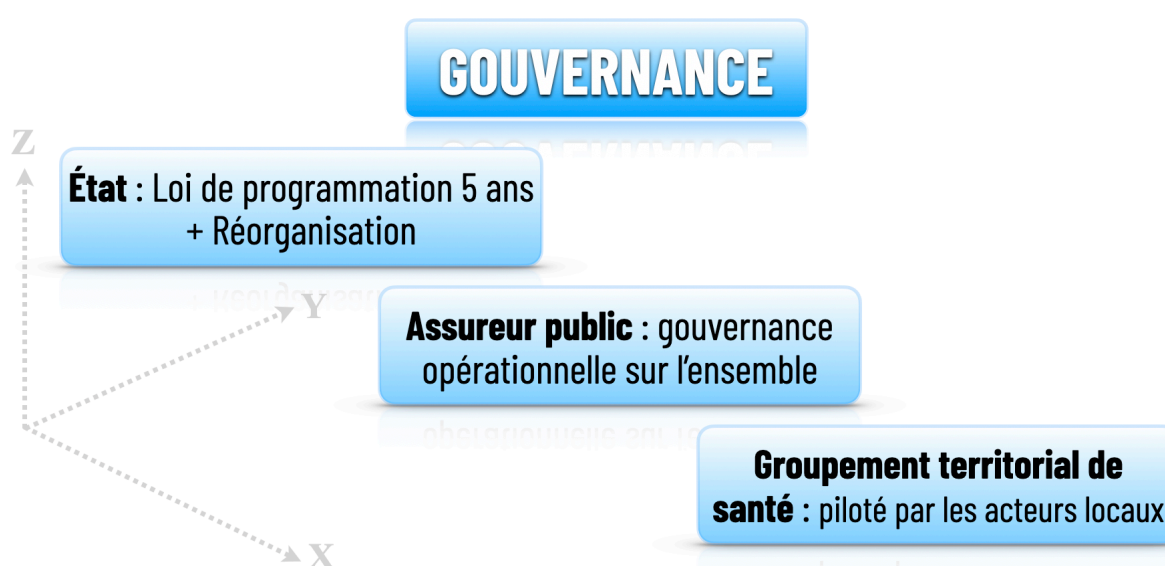 GOUVERNANCE
Z
État : Loi de programmation 5 ans
+ Réorganisation
Y
Assureur public : gouvernance
opérationnelle sur l’ensemble
Groupement territorial de
santé : piloté par les acteurs locaux
X